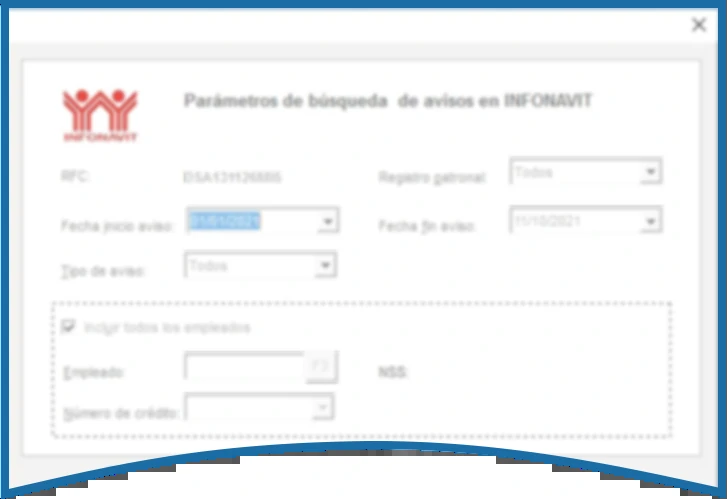 Parámetros de búsqueda de avisos en INFONAVIT
INFONAVIT
RFC:
Registro patronal: Todos
Fecha inicio aviso: 01/01/2021
Fecha fin aviso: 11/10/2021
Tipo de aviso: Todos
Incluir todos los empleados
Empleado: F3
NSS:
Número de crédito: